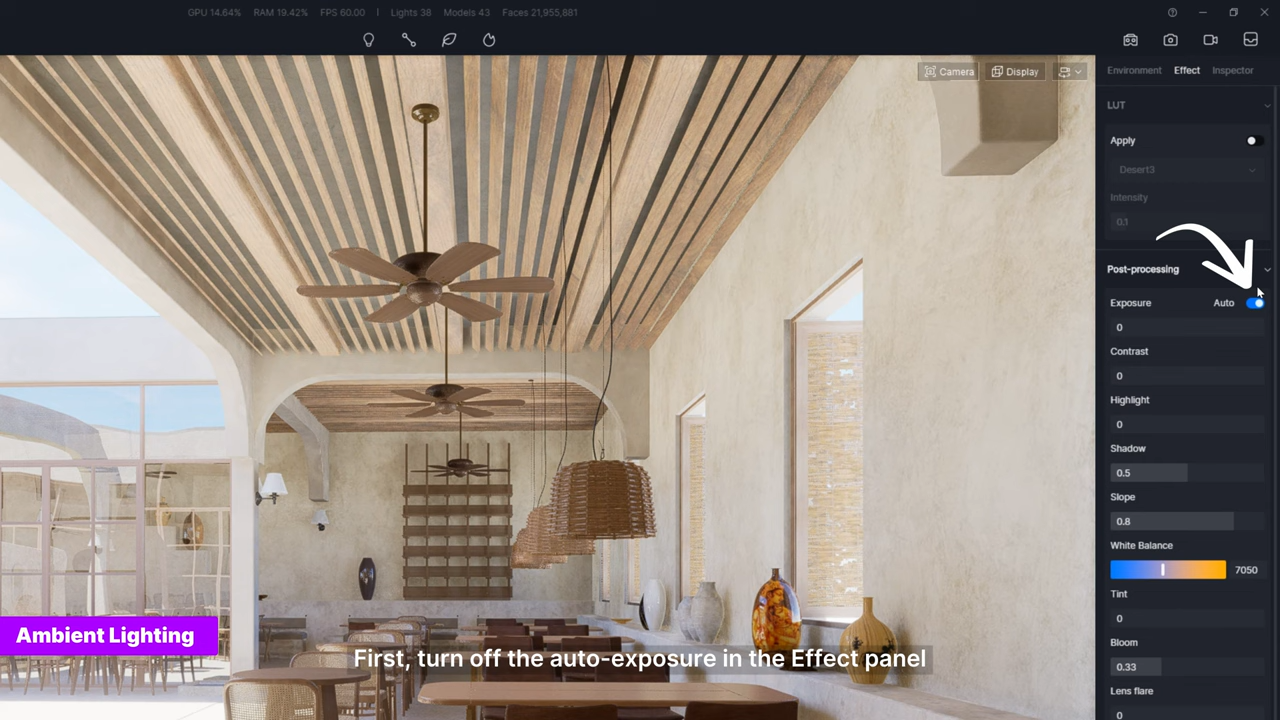 GPU 14.64% RAM 19.42% FPS 60.00 | Lights 38 Models 43 Faces 21,955,881
Camera Display
Environment Effect Inspector
LUT
Apply
Desert3
Intensity
0.1
Post-processing
Exposure Auto
0
Contrast
0
Highlight
0
Shadow
0.5
Slope
0.8
White Balance
7050
Tint
0
Bloom
0.33
Lens flare
0
Ambient Lighting
First, turn off the auto-exposure in the Effect panel